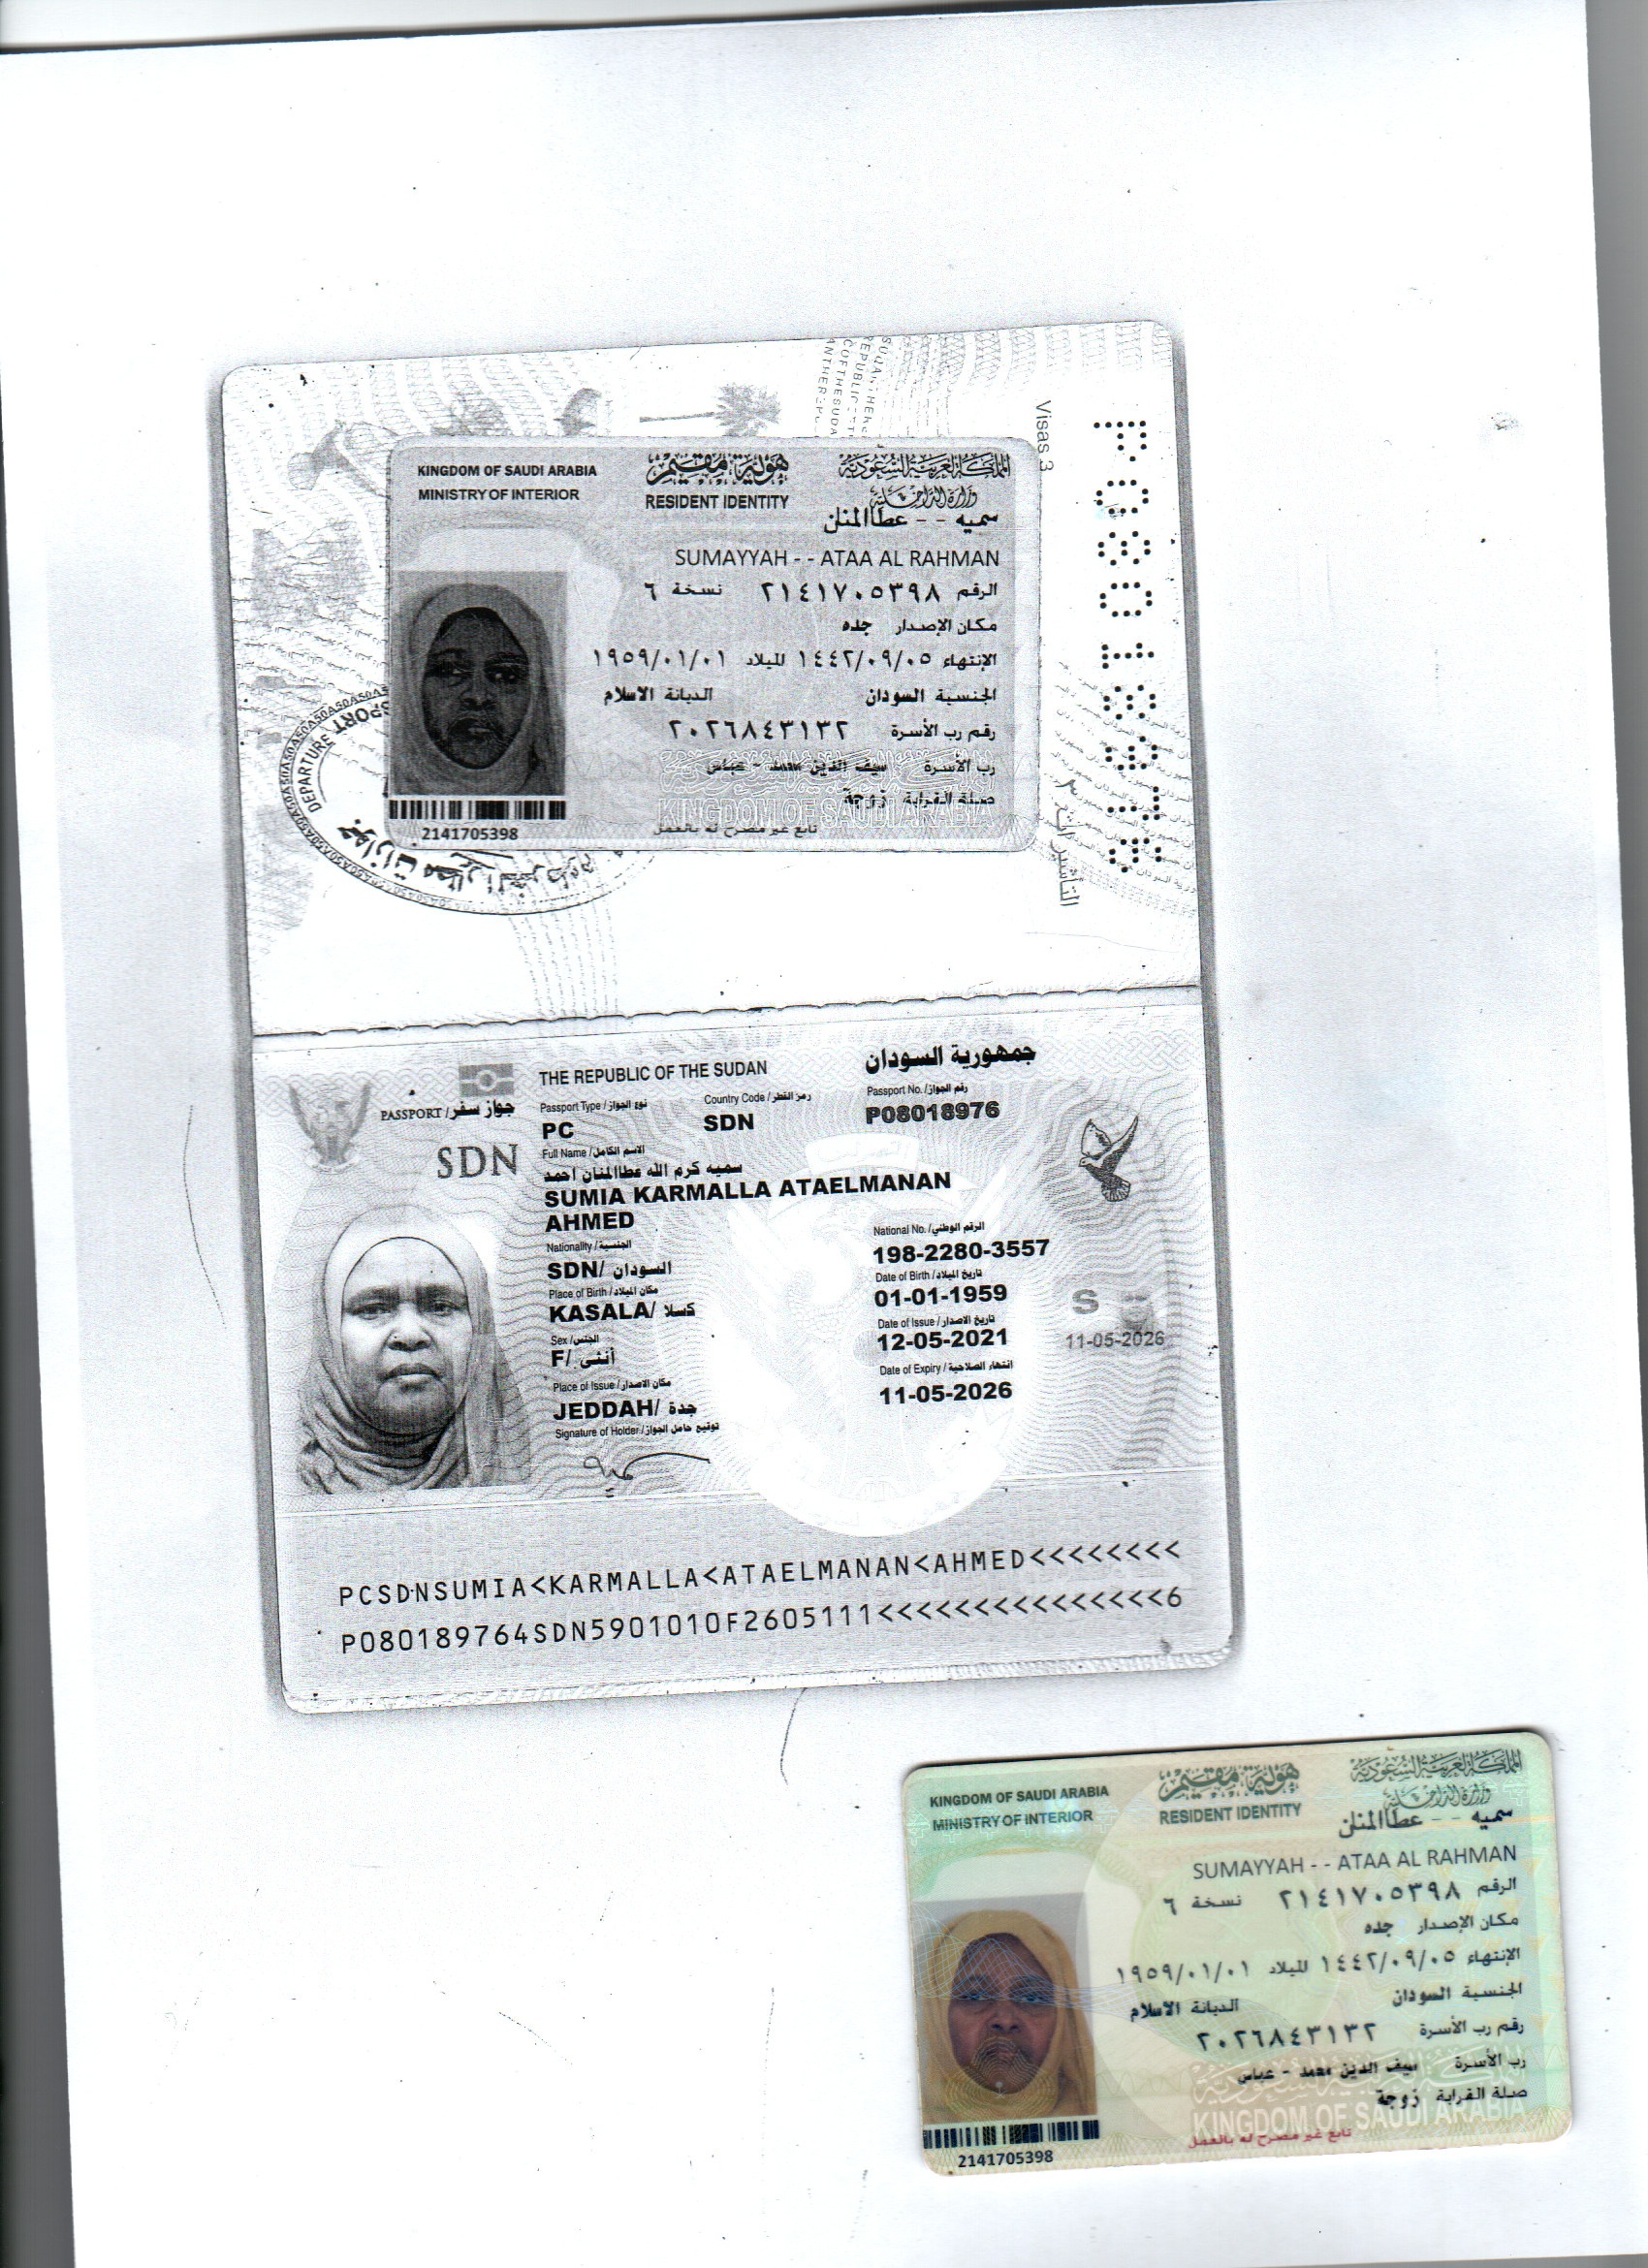 Visas 3
P08018976
التأشيرات ٣
KINGDOM OF SAUDI ARABIA
MINISTRY OF INTERIOR
هوية مقيم
RESIDENT IDENTITY
المملكة العربية السعودية
وزارة الداخلية
سميه - - عطاالمنان
SUMAYYAH - - ATAA AL RAHMAN
الرقم ٢١٤١٧٠٥٣٩٨ نسخة ٦
مكان الإصدار جده
الإنتهاء ١٤٤٢/٠٩/٠٥ الميلاد ١٩٥٩/٠١/٠١
الجنسية السودان الديانة الاسلام
رقم رب الأسرة ٢٠٢٦٨٤٣١٣٢
رب الأسرة سيف الدين محمد - عباس
صلة القرابة زوجة
KINGDOM OF SAUDI ARABIA
تابع غير مصرح له بالعمل
2141705398
DEPARTURE
THE REPUBLIC OF THE SUDAN
جمهورية السودان
PASSPORT / جواز سفر
SDN
Passport Type / نوع الجواز
PC
Country Code / رمز القطر
SDN
Passport No. / رقم الجواز
P08018976
Full Name / الاسم الكامل
سميه كرم الله عطاالمنان احمد
SUMIA KARMALLA ATAELMANAN
AHMED
Nationality / الجنسية
SDN/ السودان
National No. / الرقم الوطني
198-2280-3557
Place of Birth / مكان الميلاد
KASALA/ كسلا
Date of Birth / تاريخ الميلاد
01-01-1959
Sex / الجنس
F/ أنثى
Date of Issue / تاريخ الاصدار
12-05-2021
Place of Issue / مكان الاصدار
JEDDAH/ جدة
Date of Expiry / انتهاء الصلاحية
11-05-2026
S
11-05-2026
Signature of Holder / توقيع حامل الجواز
PCSDNSUMIA<KARMALLA<ATAELMANAN<AHMED<<<<<<<<
P080189764SDN5901010F2605111<<<<<<<<<<<<<<<6
KINGDOM OF SAUDI ARABIA
MINISTRY OF INTERIOR
هوية مقيم
RESIDENT IDENTITY
المملكة العربية السعودية
وزارة الداخلية
سميه - - عطاالمنان
SUMAYYAH - - ATAA AL RAHMAN
الرقم ٢١٤١٧٠٥٣٩٨ نسخة ٦
مكان الإصدار جده
الإنتهاء ١٤٤٢/٠٩/٠٥ الميلاد ١٩٥٩/٠١/٠١
الجنسية السودان الديانة الاسلام
رقم رب الأسرة ٢٠٢٦٨٤٣١٣٢
رب الأسرة سيف الدين محمد - عباس
صلة القرابة زوجة
KINGDOM OF SAUDI ARABIA
تابع غير مصرح له بالعمل
2141705398